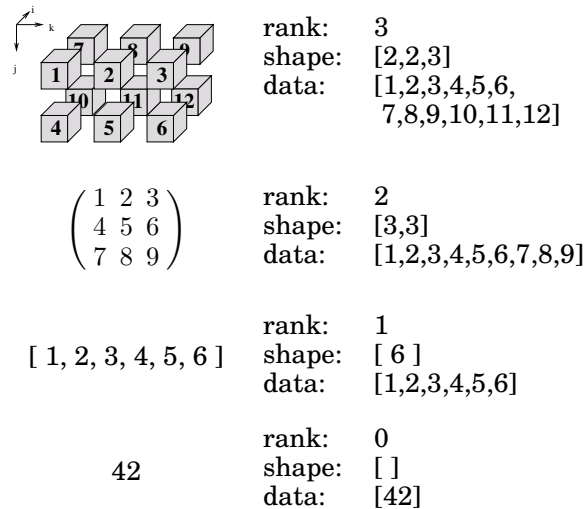 i
k
j
7 8 9
1 2 3
10 11 12
4 5 6
rank: 3
shape: [2,2,3]
data: [1,2,3,4,5,6,
7,8,9,10,11,12]
1 2 3
4 5 6
7 8 9
rank: 2
shape: [3,3]
data: [1,2,3,4,5,6,7,8,9]
[ 1, 2, 3, 4, 5, 6 ]
rank: 1
shape: [ 6 ]
data: [1,2,3,4,5,6]
42
rank: 0
shape: [ ]
data: [42]